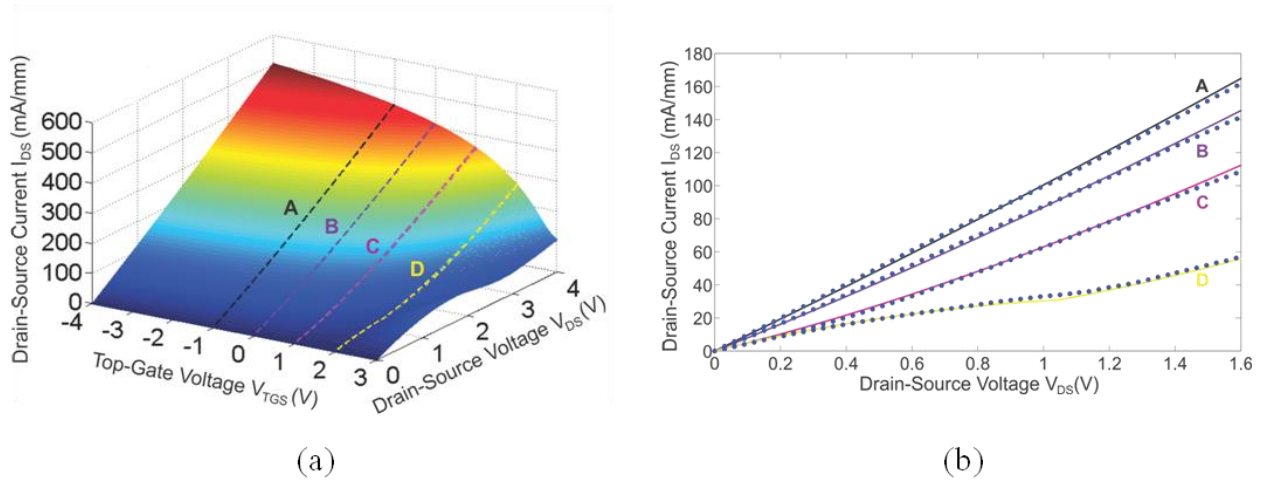 Drain-Source Current I_DS (mA/mm)
600
500
400
300
200
100
0
-4
-3
-2
-1
0
1
2
3
Top-Gate Voltage V_TGS (V)
0
1
2
3
4
Drain-Source Voltage V_DS (V)
A
B
C
D
(a)
Drain-Source Current I_DS (mA/mm)
180
160
140
120
100
80
60
40
20
0
0
0.2
0.4
0.6
0.8
1
1.2
1.4
1.6
Drain-Source Voltage V_DS(V)
A
B
C
D
(b)